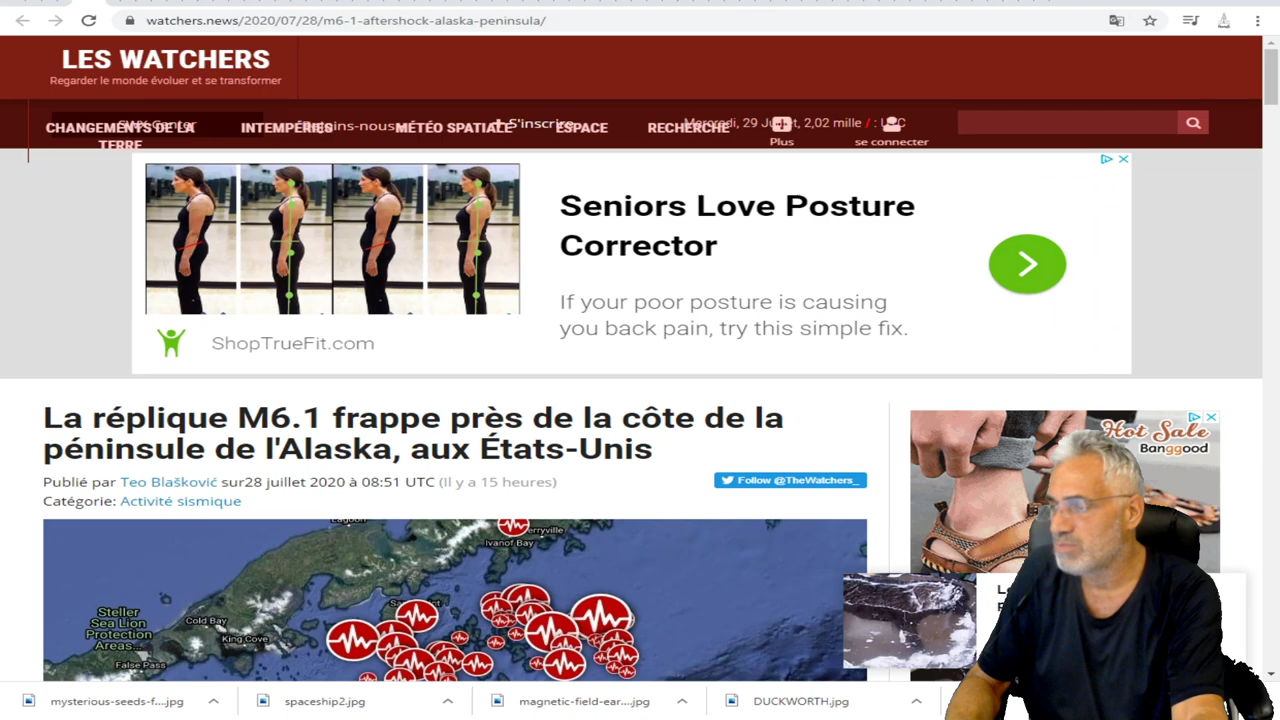 watchers.news/2020/07/28/m6-1-aftershock-alaska-peninsula/
LES WATCHERS
Regarder le monde évoluer et se transformer
CHANGEMENTS DE LA TERRE
INTEMPÉRIES
MÉTÉO SPATIALE
S'inscrire
ESPACE
RECHERCHE
Plus
se connecter
Seniors Love Posture
Corrector
If your poor posture is causing
you back pain, try this simple fix.
ShopTrueFit.com
La réplique M6.1 frappe près de la côte de la
péninsule de l'Alaska, aux États-Unis
Publié par Teo Blašković sur28 juillet 2020 à 08:51 UTC (Il y a 15 heures)
Follow @TheWatchers_
Catégorie: Activité sismique
Hot Sale
Banggood
Ivanof Bay
Steller
Sea Lion
Protection
Areas...
Cold Bay
King Cove
False Pass
mysterious-seeds-f....jpg
spaceship2.jpg
magnetic-field-ear....jpg
DUCKWORTH.jpg